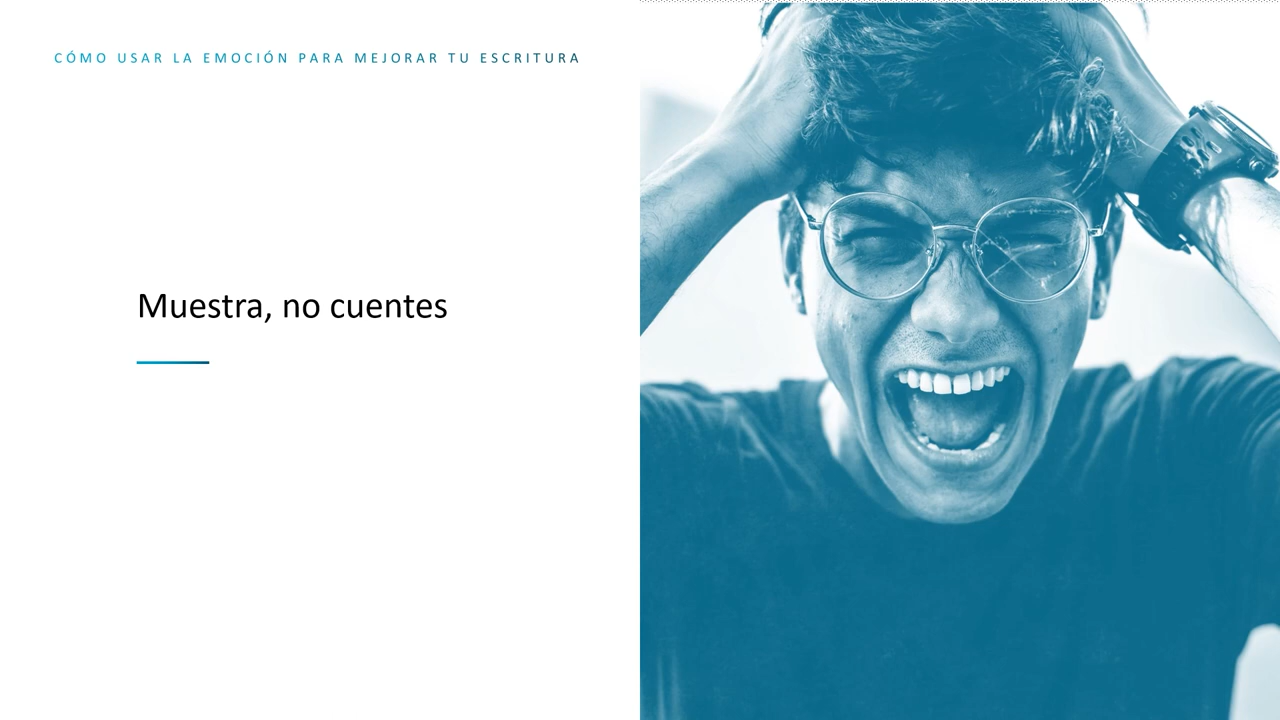 CÓMO USAR LA EMOCIÓN PARA MEJORAR TU ESCRITURA
Muestra, no cuentes